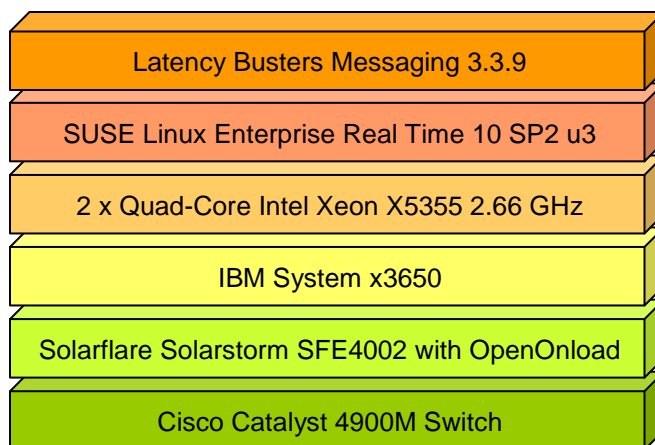 Latency Busters Messaging 3.3.9
SUSE Linux Enterprise Real Time 10 SP2 u3
2 x Quad-Core Intel Xeon X5355 2.66 GHz
IBM System x3650
Solarflare Solarstorm SFE4002 with OpenOnload
Cisco Catalyst 4900M Switch